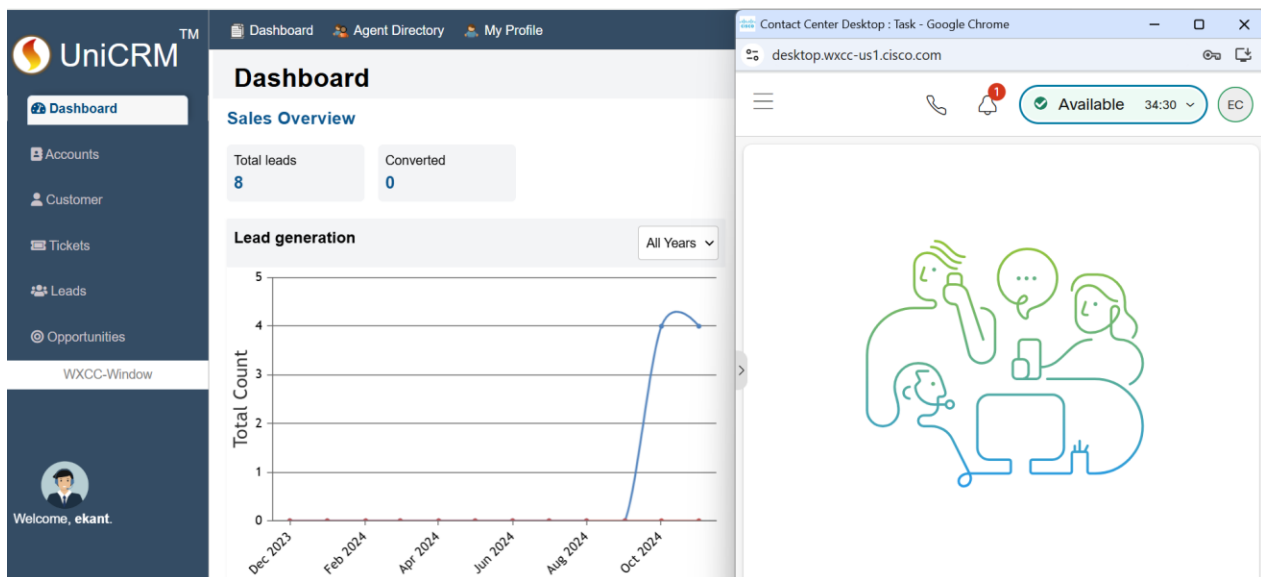 UniCRM TM
Dashboard
Accounts
Customer
Tickets
Leads
Opportunities
WXCC-Window
Welcome, ekant.
Dashboard Agent Directory My Profile
Dashboard
Sales Overview
Total leads
8
Converted
0
Lead generation
All Years
Total Count
5
4
3
2
1
0
Dec 2023
Feb 2024
Apr 2024
Jun 2024
Aug 2024
Oct 2024
Contact Center Desktop : Task - Google Chrome
desktop.wxcc-us1.cisco.com
1
Available 34:30
EC